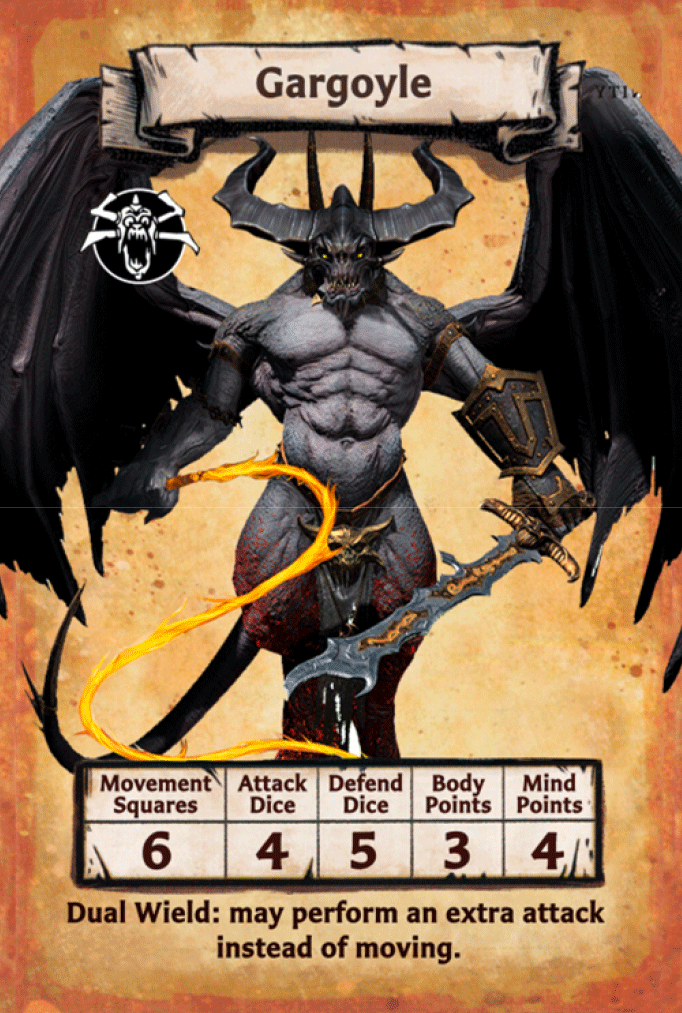 Gargoyle
Movement Squares
Attack Dice
Defend Dice
Body Points
Mind Points
6 4 5 3 4
Dual Wield: may perform an extra attack
instead of moving.